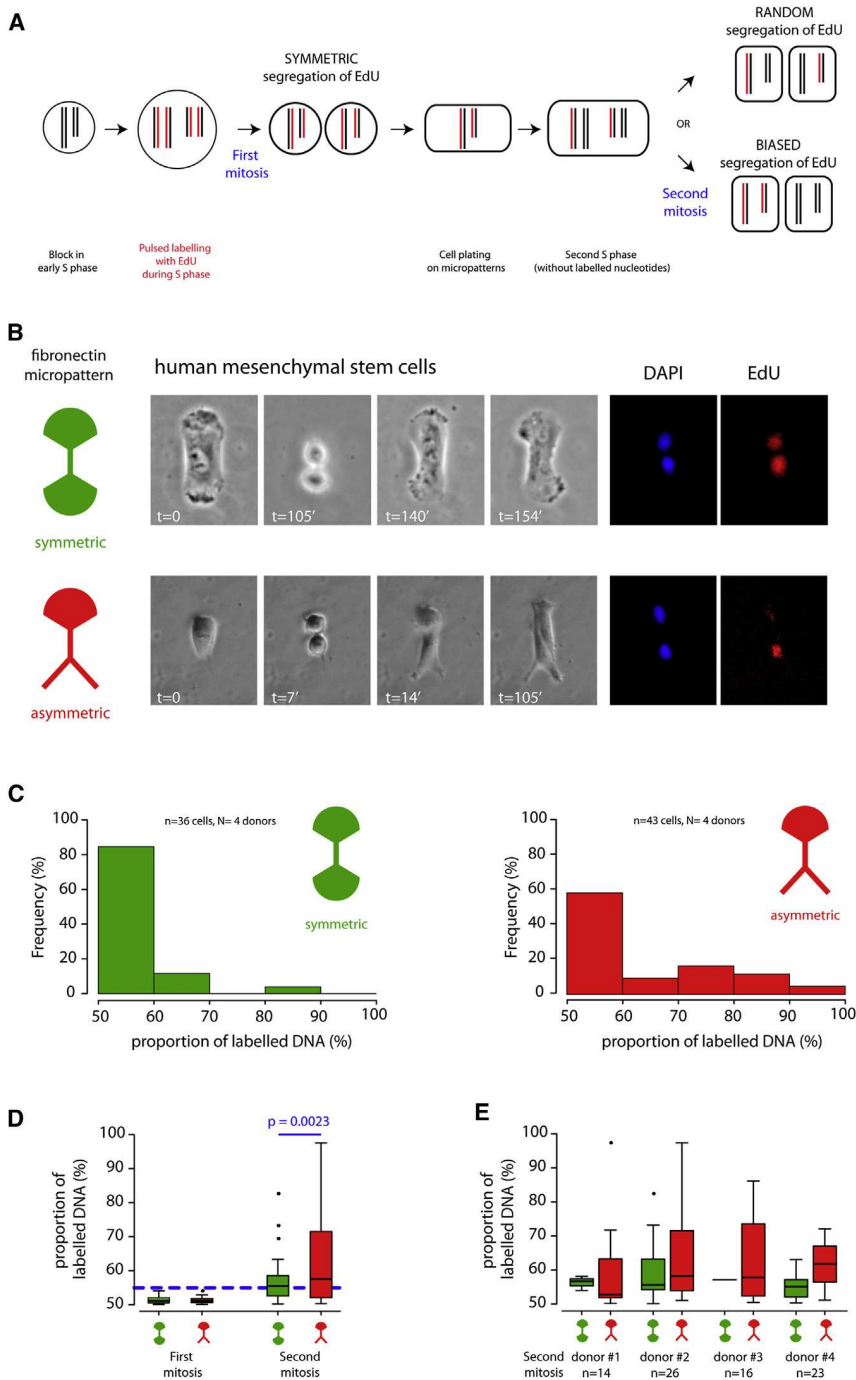 A
SYMMETRIC
segregation of EdU
RANDOM
segregation of EdU
First
mitosis
OR
BIASED
segregation of EdU
Second
mitosis
Block in
early S phase
Pulsed labelling
with EdU
during S phase
Cell plating
on micropatterns
Second S phase
(without labelled nucleotides)
B
fibronectin
micropattern
human mesenchymal stem cells
DAPI
EdU
t=0
t=105'
t=140'
t=154'
symmetric
t=0
t=7'
t=14'
t=105'
asymmetric
C
n=36 cells, N= 4 donors
Frequency (%)
100
80
60
40
20
0
symmetric
50
60
70
80
90
100
proportion of labelled DNA (%)
n=43 cells, N= 4 donors
Frequency (%)
100
80
60
40
20
0
asymmetric
50
60
70
80
90
100
proportion of labelled DNA (%)
D
p = 0.0023
proportion of
labelled DNA (%)
100
90
80
70
60
50
First
mitosis
Second
mitosis
E
proportion of
labelled DNA (%)
100
90
80
70
60
50
Second
mitosis
donor #1
n=14
donor #2
n=26
donor #3
n=16
donor #4
n=23